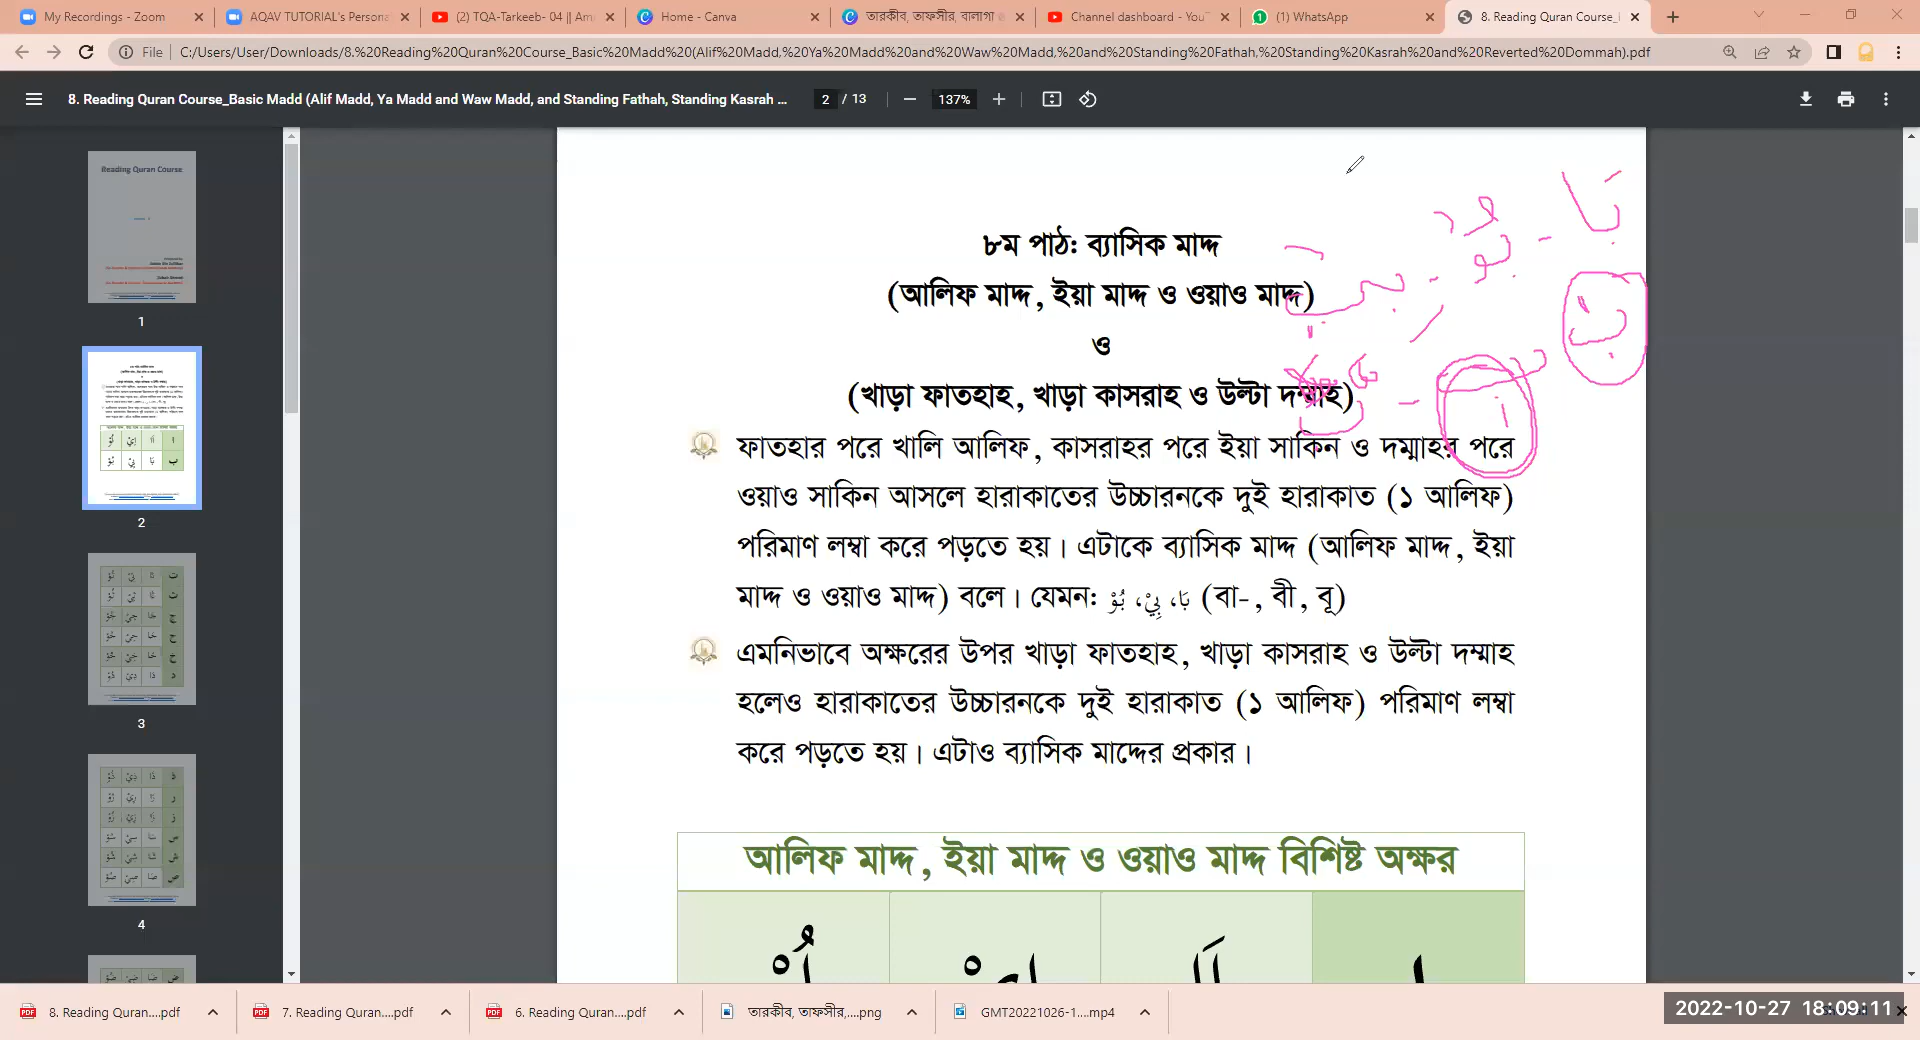 My Recordings - Zoom
AQAV TUTORIAL's Persona
(2) TQA-Tarkeeb- 04 || Am
Home - Canva
তারকীব, তাফসীর, বালাগা
Channel dashboard - You
(1) WhatsApp
8. Reading Quran Course_
File
C:/Users/User/Downloads/8.%20Reading%20Quran%20Course_Basic%20Madd%20(Alif%20Madd,%20Ya%20Madd%20and%20Waw%20Madd,%20and%20Standing%20Fathah,%20Standing%20Kasrah%20and%20Reverted%20Dommah).pdf
8. Reading Quran Course_Basic Madd (Alif Madd, Ya Madd and Waw Madd, and Standing Fathah, Standing Kasrah ...
2 / 13
137%
Reading Quran Course
1
2
3
4
৮ম পাঠ: ব্যাসিক মাদ্দ
(আলিফ মাদ্দ, ইয়া মাদ্দ ও ওয়াও মাদ্দ)
ও
(খাড়া ফাতহাহ, খাড়া কাসরাহ ও উল্টা দম্মাহ)
ফাতহার পরে খালি আলিফ, কাসরাহর পরে ইয়া সাকিন ও দম্মাহর পরে
ওয়াও সাকিন আসলে হারাকাতের উচ্চারনকে দুই হারাকাত (১ আলিফ)
পরিমাণ লম্বা করে পড়তে হয়। এটাকে ব্যাসিক মাদ্দ (আলিফ মাদ্দ, ইয়া
মাদ্দ ও ওয়াও মাদ্দ) বলে। যেমন: بَا، بِيْ، بُوْ (বা-, বী, বূ)
এমনিভাবে অক্ষরের উপর খাড়া ফাতহাহ, খাড়া কাসরাহ ও উল্টা দম্মাহ
হলেও হারাকাতের উচ্চারনকে দুই হারাকাত (১ আলিফ) পরিমাণ লম্বা
করে পড়তে হয়। এটাও ব্যাসিক মাদ্দের প্রকার।
আলিফ মাদ্দ, ইয়া মাদ্দ ও ওয়াও মাদ্দ বিশিষ্ট অক্ষর
8. Reading Quran....pdf
7. Reading Quran....pdf
6. Reading Quran....pdf
তারকীব, তাফসীর,....png
GMT20221026-1....mp4
2022-10-27 18:09:11